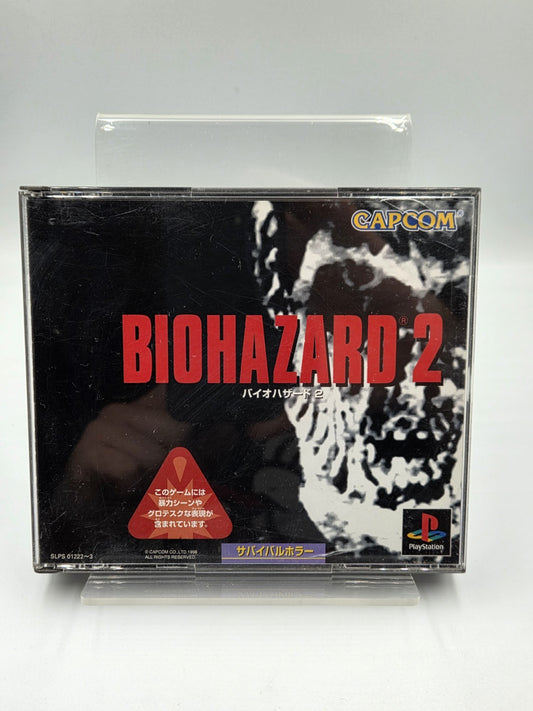 CAPCOM
BIOHAZARD® 2
バイオハザード 2
このゲームには
暴力シーンや
グロテスクな表現が
含まれています。
SLPS 01222~3
© CAPCOM CO., LTD. 1998
ALL RIGHTS RESERVED.
サバイバルホラー
PlayStation